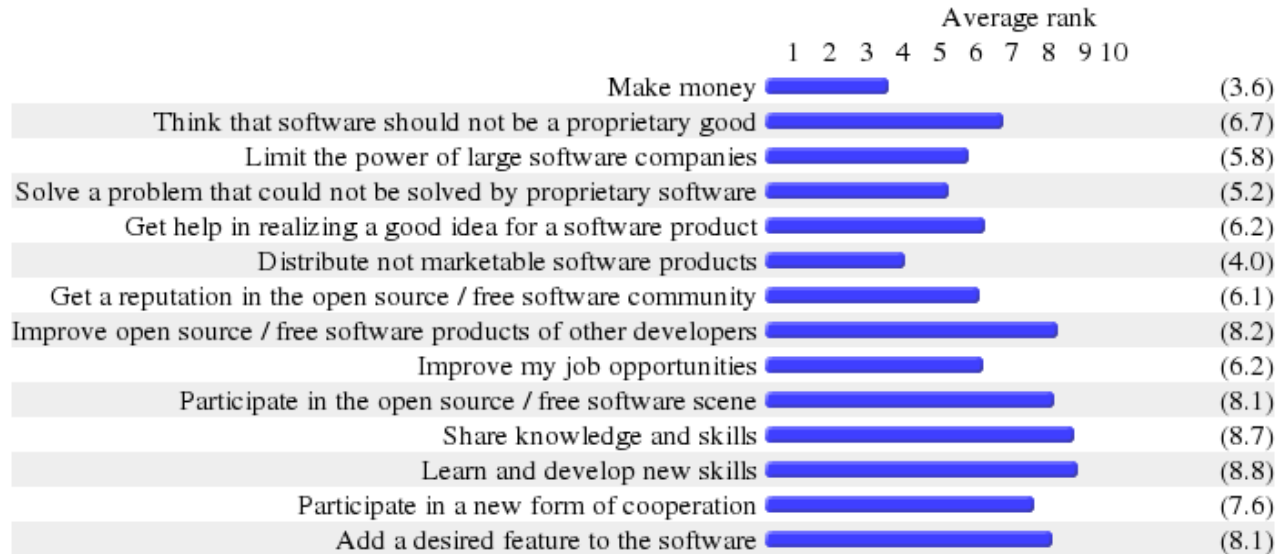 Average rank
1 2 3 4 5 6 7 8 9 10
Make money (3.6)
Think that software should not be a proprietary good (6.7)
Limit the power of large software companies (5.8)
Solve a problem that could not be solved by proprietary software (5.2)
Get help in realizing a good idea for a software product (6.2)
Distribute not marketable software products (4.0)
Get a reputation in the open source / free software community (6.1)
Improve open source / free software products of other developers (8.2)
Improve my job opportunities (6.2)
Participate in the open source / free software scene (8.1)
Share knowledge and skills (8.7)
Learn and develop new skills (8.8)
Participate in a new form of cooperation (7.6)
Add a desired feature to the software (8.1)